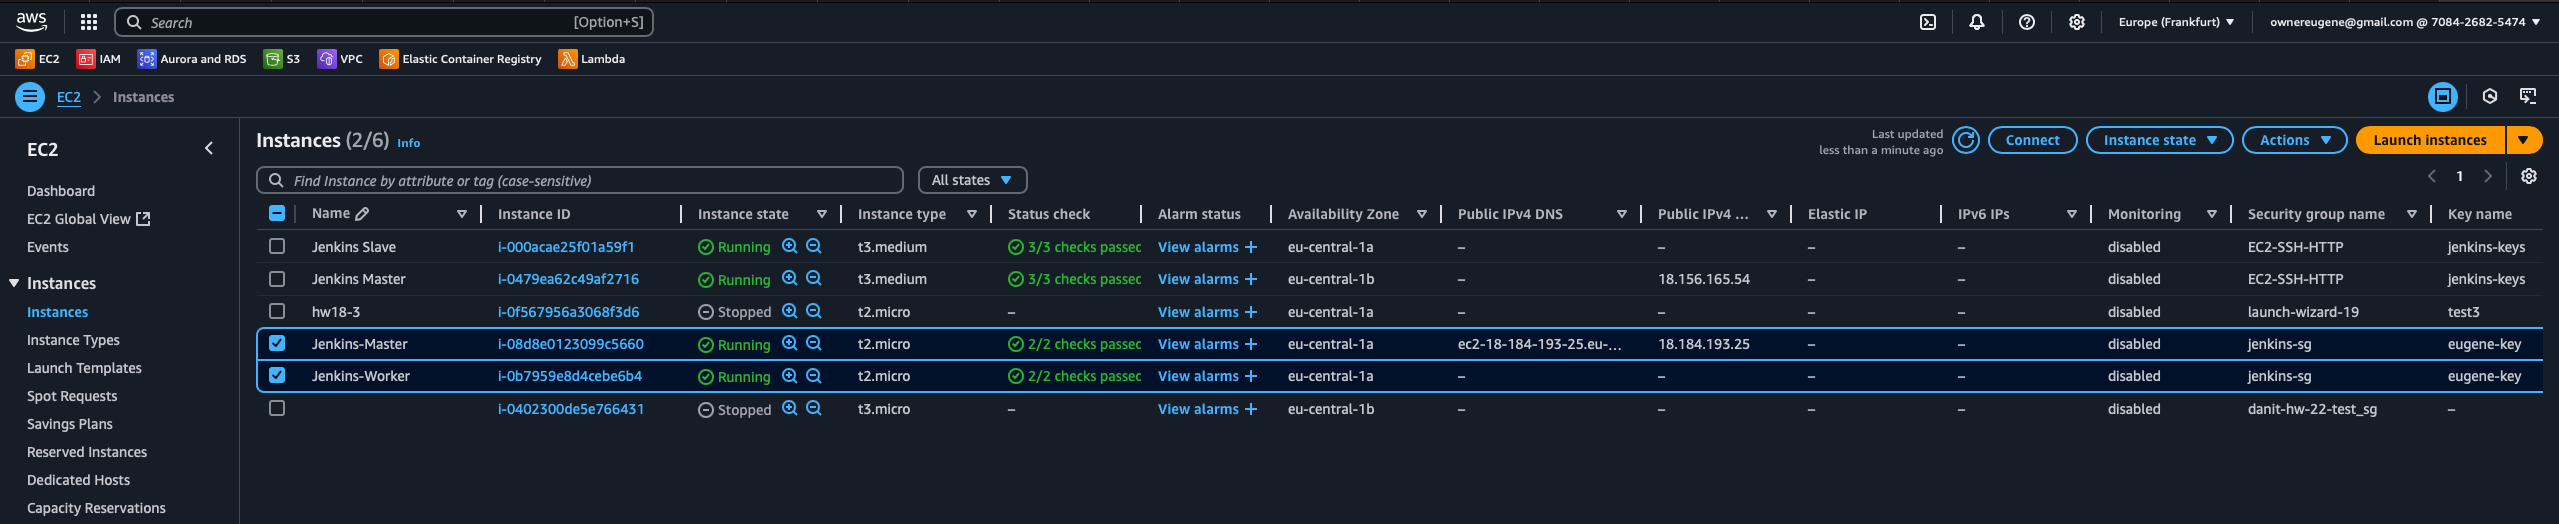 aws Search [Option+S] Europe (Frankfurt) ownereugene@gmail.com @ 7084-2682-5474
EC2 IAM Aurora and RDS S3 VPC Elastic Container Registry Lambda
EC2 Instances
EC2
Dashboard
EC2 Global View
Events
Instances
Instances
Instance Types
Launch Templates
Spot Requests
Savings Plans
Reserved Instances
Dedicated Hosts
Capacity Reservations
Instances (2/6) Info
Last updated
less than a minute ago
Connect Instance state Actions Launch instances
Find Instance by attribute or tag (case-sensitive) All states 1
Name Instance ID Instance state Instance type Status check Alarm status Availability Zone Public IPv4 DNS Public IPv4 ... Elastic IP IPv6 IPs Monitoring Security group name Key name
Jenkins Slave i-000acae25f01a59f1 Running t3.medium 3/3 checks passec View alarms + eu-central-1a – – – – disabled EC2-SSH-HTTP jenkins-keys
Jenkins Master i-0479ea62c49af2716 Running t3.medium 3/3 checks passec View alarms + eu-central-1b – 18.156.165.54 – – disabled EC2-SSH-HTTP jenkins-keys
hw18-3 i-0f567956a3068f3d6 Stopped t2.micro – View alarms + eu-central-1a – – – – disabled launch-wizard-19 test3
Jenkins-Master i-08d8e0123099c5660 Running t2.micro 2/2 checks passec View alarms + eu-central-1a ec2-18-184-193-25.eu-... 18.184.193.25 – – disabled jenkins-sg eugene-key
Jenkins-Worker i-0b7959e8d4cebe6b4 Running t2.micro 2/2 checks passec View alarms + eu-central-1a – – – – disabled jenkins-sg eugene-key
i-0402300de5e766431 Stopped t3.micro – View alarms + eu-central-1b – – – – disabled danit-hw-22-test_sg –